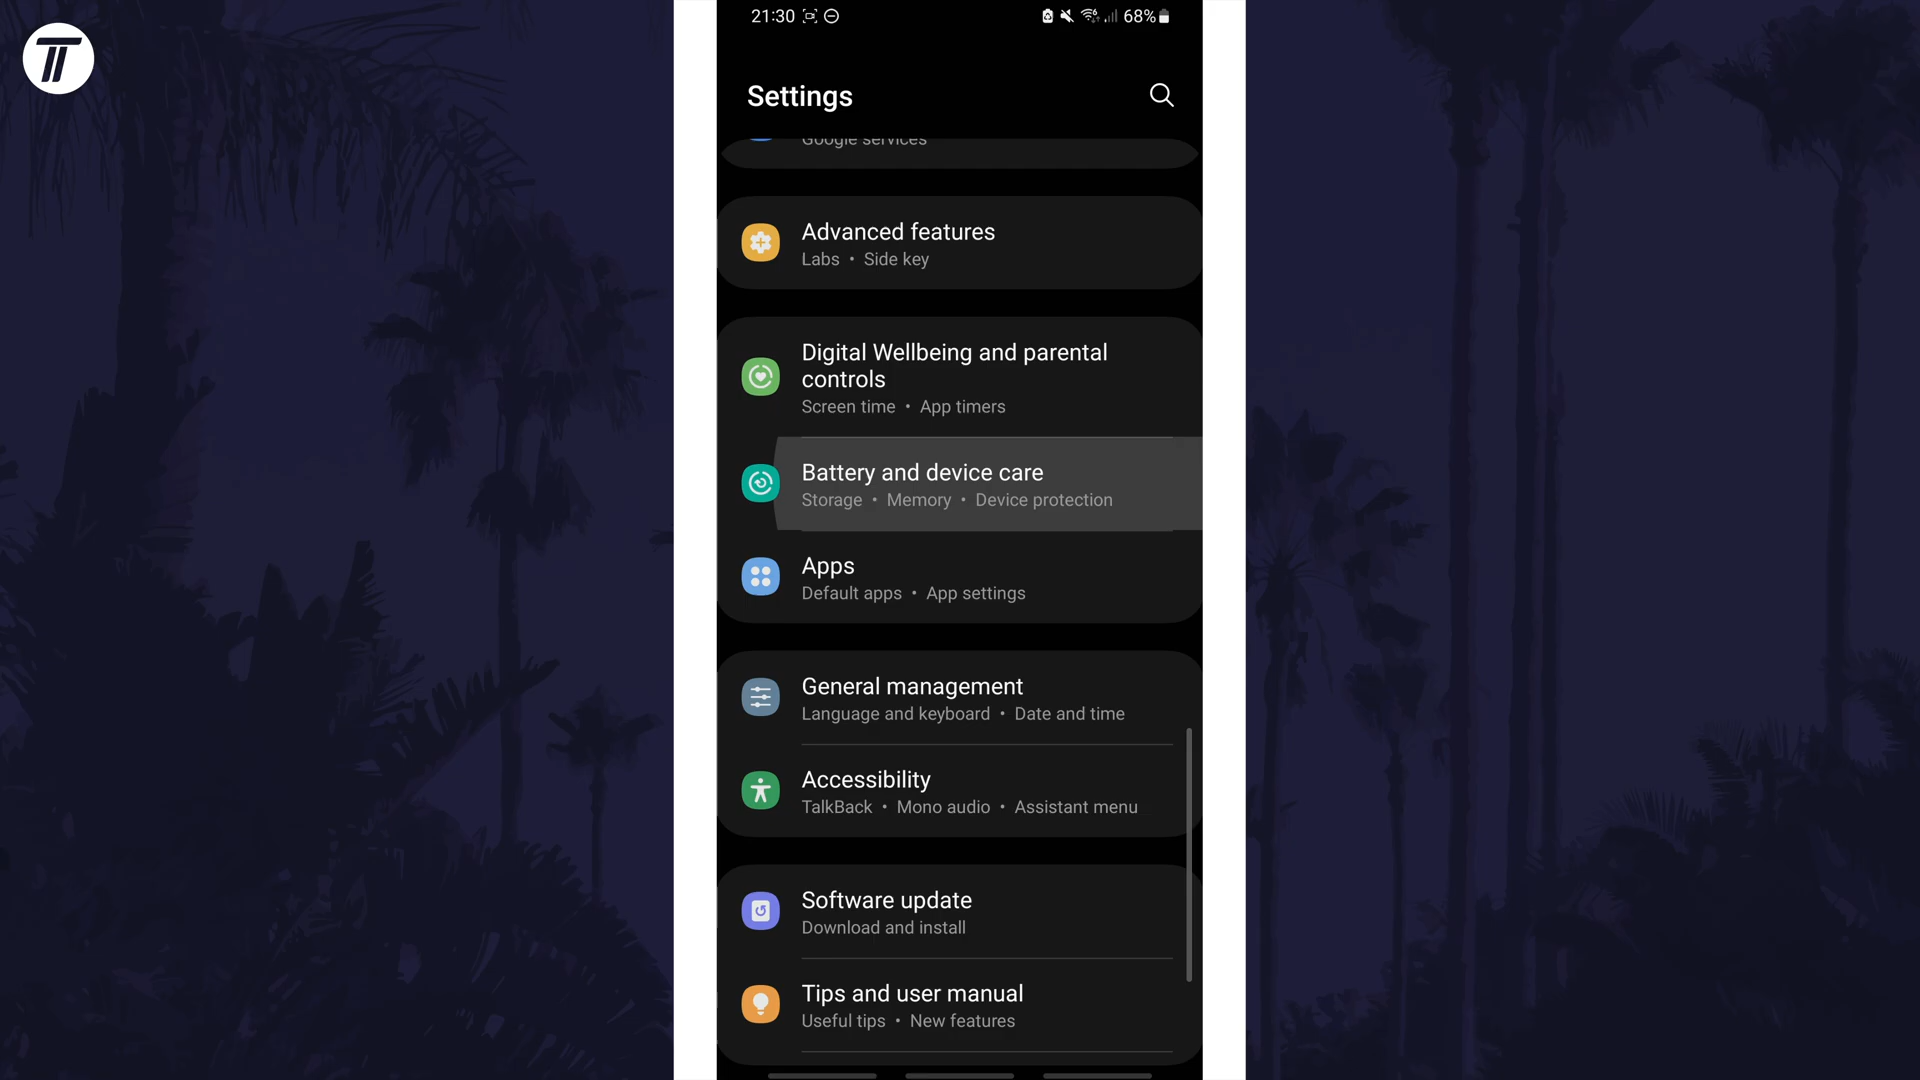 21:30 68%
Settings
Google services
Advanced features
Labs • Side key
Digital Wellbeing and parental
controls
Screen time • App timers
Battery and device care
Storage • Memory • Device protection
Apps
Default apps • App settings
General management
Language and keyboard • Date and time
Accessibility
TalkBack • Mono audio • Assistant menu
Software update
Download and install
Tips and user manual
Useful tips • New features